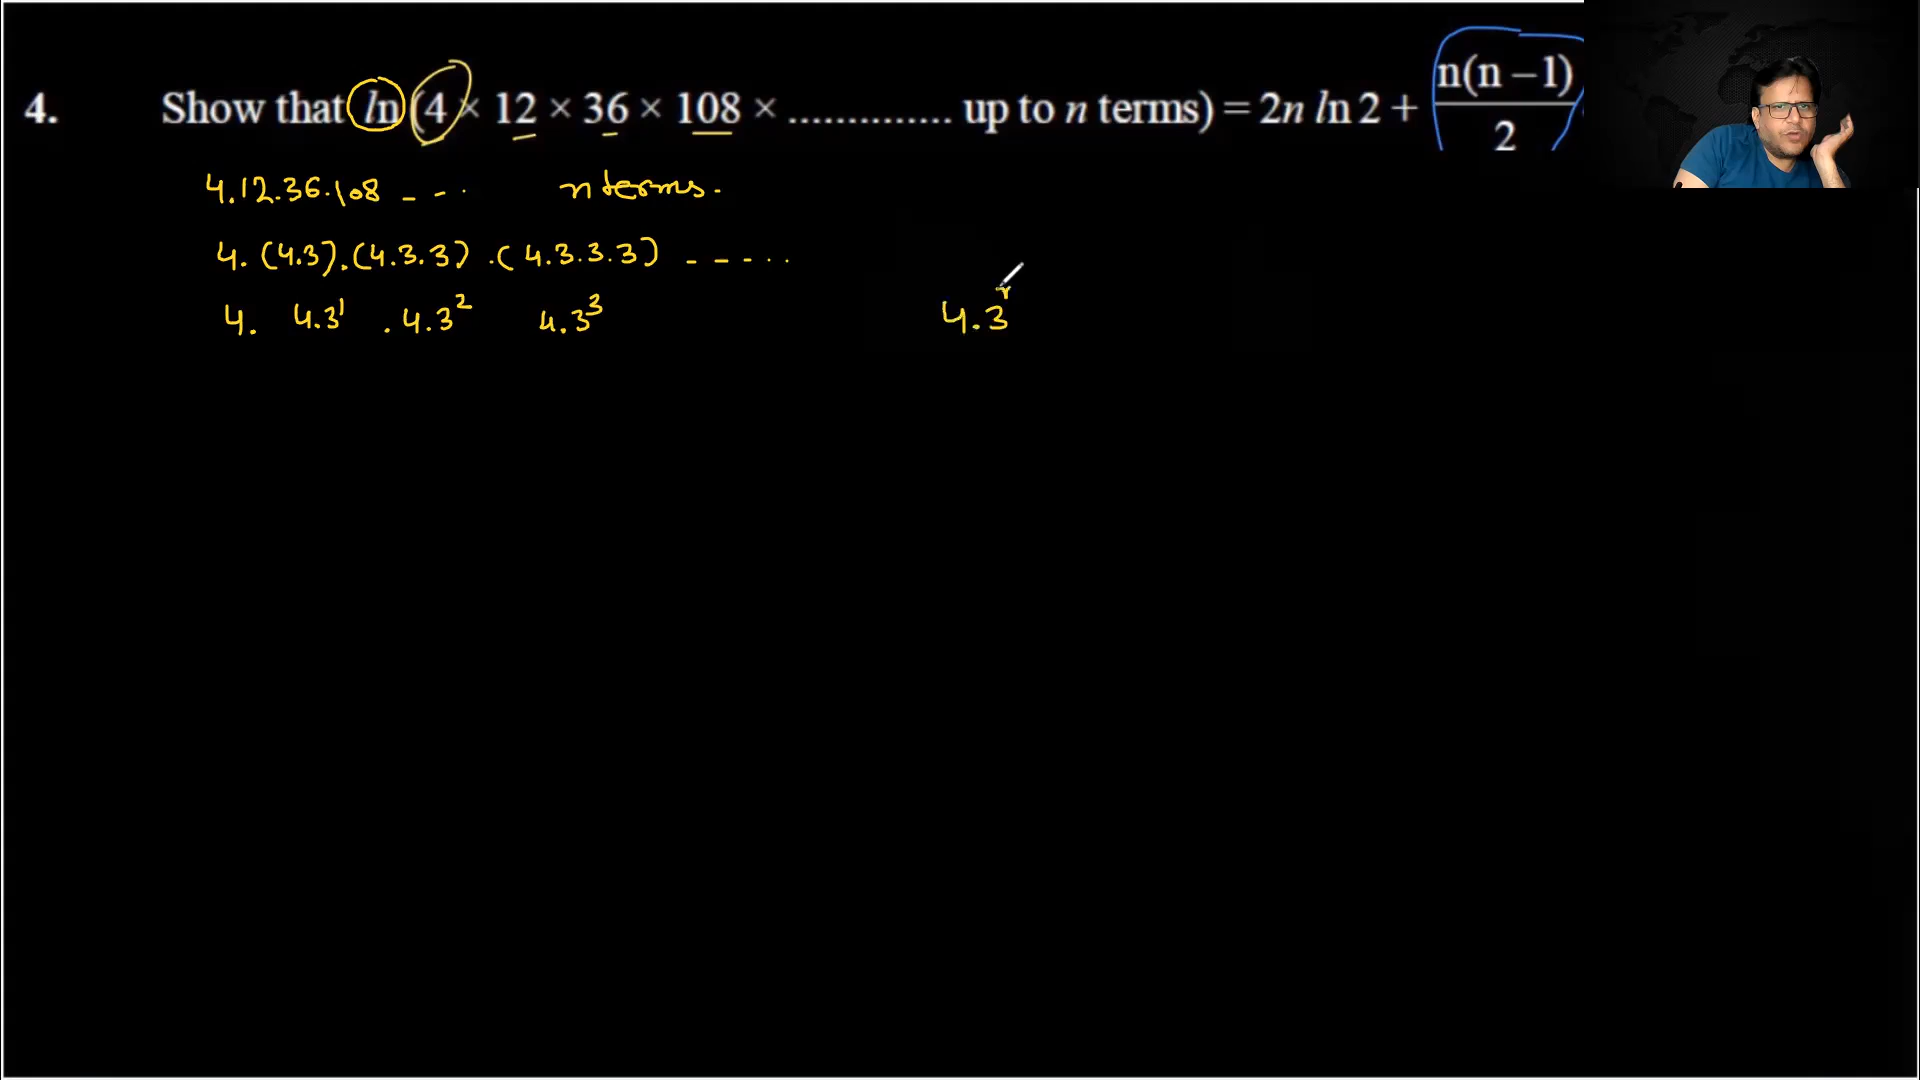 4. Show that ln (4 × 12 × 36 × 108 × .............. up to n terms) = 2n ln 2 + n(n – 1)/2
4.12.36.108 _ _ . n terms.
4. (4.3).(4.3.3) .(4.3.3.3) - - - . .
4. 4.3¹ .4.3² 4.3³ 4.3ʳ